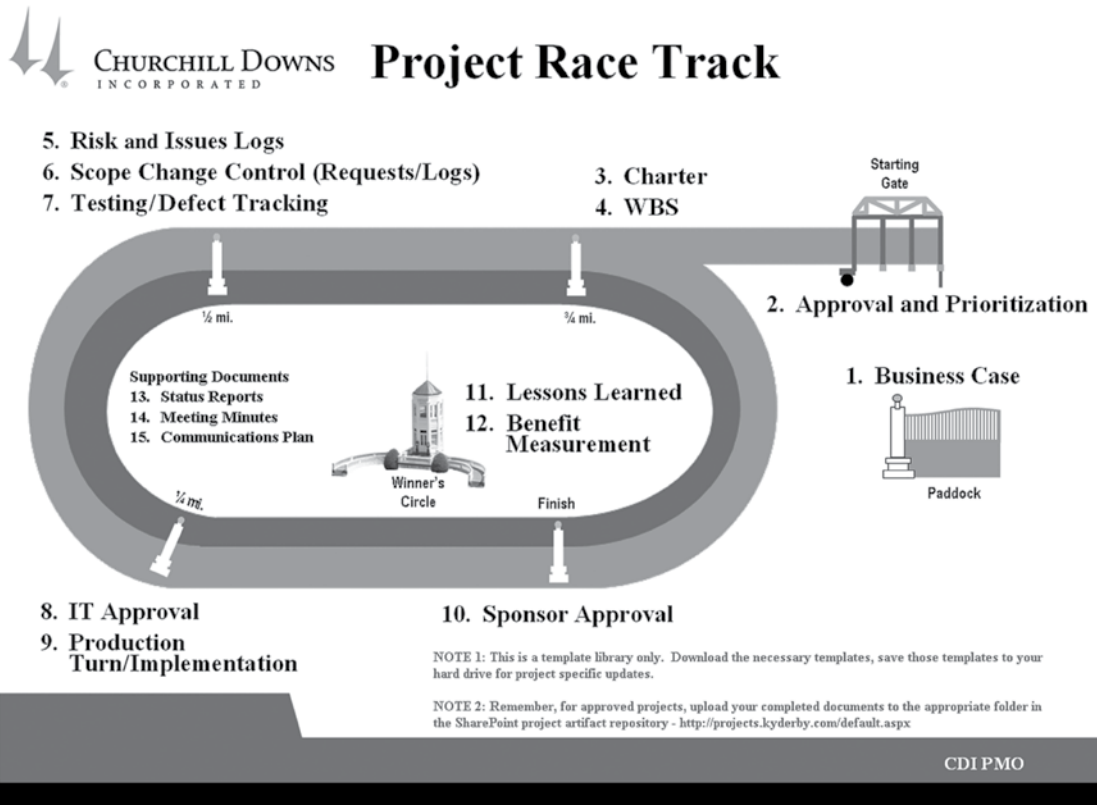 CHURCHILL DOWNS
INCORPORATED
®
Project Race Track
5. Risk and Issues Logs
6. Scope Change Control (Requests/Logs)
7. Testing/Defect Tracking
3. Charter
4. WBS
Starting
Gate
2. Approval and Prioritization
½ mi.
¾ mi.
1. Business Case
Paddock
Supporting Documents
13. Status Reports
14. Meeting Minutes
15. Communications Plan
11. Lessons Learned
12. Benefit
Measurement
Winner's
Circle
Finish
¼ mi.
8. IT Approval
9. Production
Turn/Implementation
10. Sponsor Approval
NOTE 1: This is a template library only. Download the necessary templates, save those templates to your
hard drive for project specific updates.
NOTE 2: Remember, for approved projects, upload your completed documents to the appropriate folder in
the SharePoint project artifact repository - http://projects.kyderby.com/default.aspx
CDI PMO